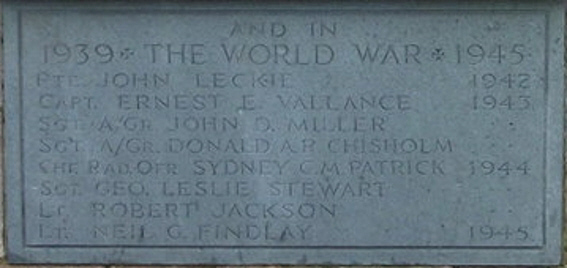 AND IN
1939 ✠ THE WORLD WAR ✠ 1945
PTE. JOHN LECKIE 1942
CAPT. ERNEST E. VALLANCE 1943
SGT. A/GR. JOHN D. MILLER " "
SGT. A/GR. DONALD A.P. CHISHOLM " "
CHF. RAD. OFR. SYDNEY C.M. PATRICK 1944
SGT. GEO. LESLIE STEWART " "
LT. ROBERT JACKSON " "
LT. NEIL G. FINDLAY 1945